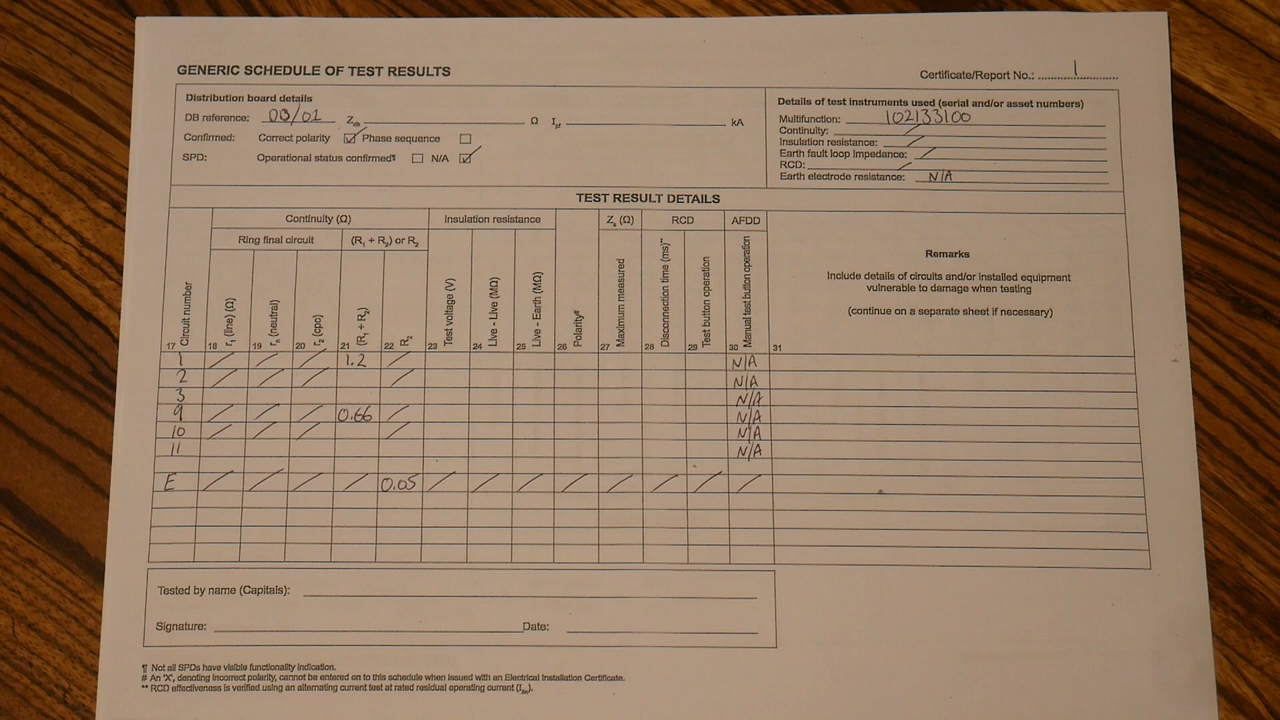 GENERIC SCHEDULE OF TEST RESULTS
Certificate/Report No.: 1
Distribution board details
DB reference: DB/01 Zdb Ω Ipf kA
Confirmed: Correct polarity ☑ Phase sequence ☐
SPD: Operational status confirmed¶ ☐ N/A ☑
Details of test instruments used (serial and/or asset numbers)
Multifunction: 102133100
Continuity: /
Insulation resistance: /
Earth fault loop impedance: /
RCD: /
Earth electrode resistance: N/A
TEST RESULT DETAILS
Continuity (Ω) Insulation resistance Zs (Ω) RCD AFDD
Ring final circuit (R1 + R2) or R2
Remarks
Include details of circuits and/or installed equipment
vulnerable to damage when testing
(continue on a separate sheet if necessary)
17 Circuit number
18 r1 (line) (Ω)
19 rn (neutral)
20 r2 (cpc)
21 (R1 + R2)
22 R2
23 Test voltage (V)
24 Live - Live (MΩ)
25 Live - Earth (MΩ)
26 Polarity#
27 Maximum measured
28 Disconnection time (ms)**
29 Test button operation
30 Manual test button operation
31
1 / / / 1.2 / N/A
2 / / / / N/A
3 N/A
9 / / / 0.66 / N/A
10 / / / / N/A
11 N/A
E / / / / 0.05 / / / / / / / /
Tested by name (Capitals):
Signature: Date:
¶ Not all SPDs have visible functionality indication.
# An 'X', denoting incorrect polarity, cannot be entered on to this schedule when issued with an Electrical Installation Certificate.
** RCD effectiveness is verified using an alternating current test at rated residual operating current (IΔn).